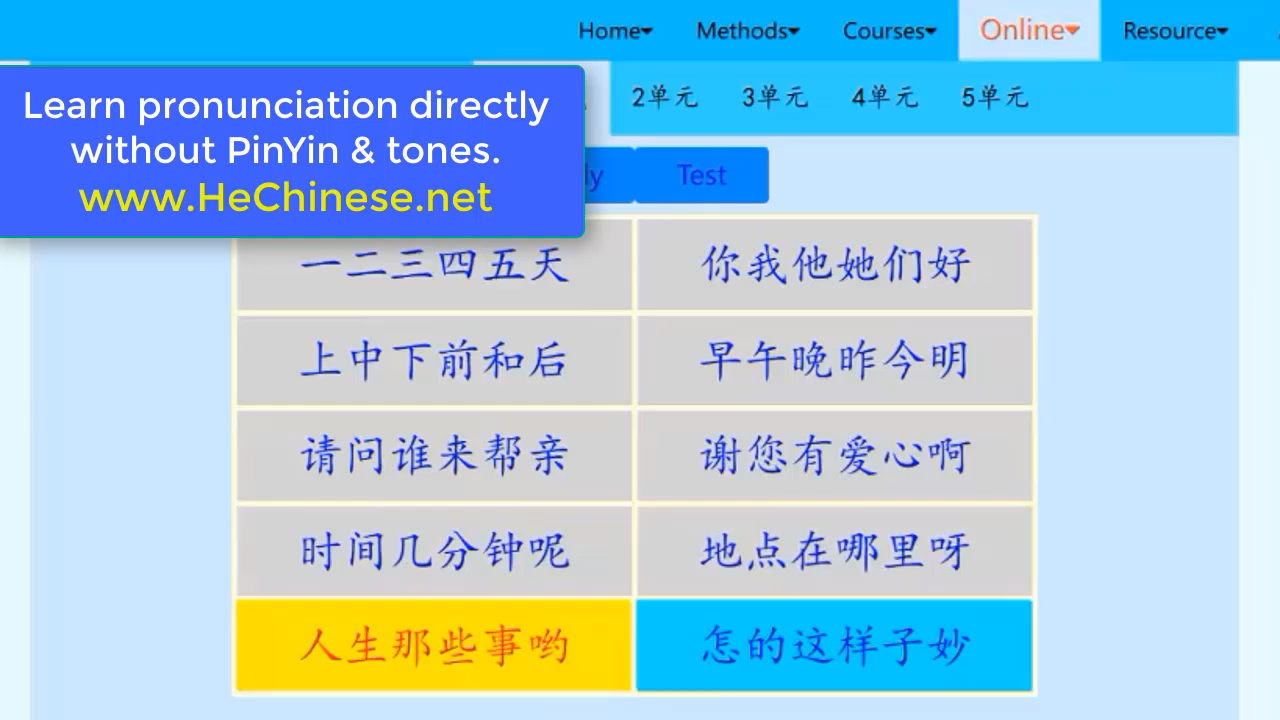 Home
Methods
Courses
Online
Resource
Learn pronunciation directly
without PinYin & tones.
www.HeChinese.net
2单元
3单元
4单元
5单元
Test
一二三四五天
你我他她们好
上中下前和后
早午晚昨今明
请问谁来帮亲
谢您有爱心啊
时间几分钟呢
地点在哪里呀
人生那些事哟
怎的这样子妙